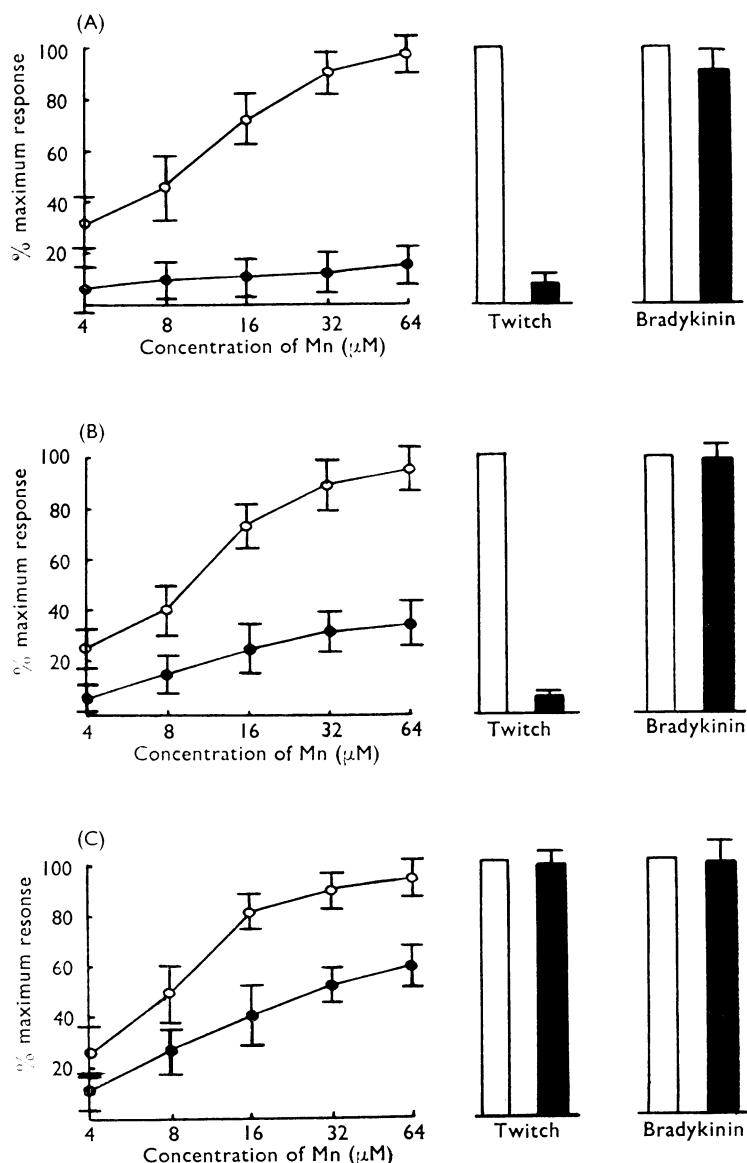 (A)
100
80
60
40
20
% maximum response
4 8 16 32 64
Concentration of Mn (μM)
Twitch
Bradykinin
(B)
100
80
60
40
20
% maximum response
4 8 16 32 64
Concentration of Mn (μM)
Twitch
Bradykinin
(C)
100
80
60
40
20
% maximum resonse
4 8 16 32 64
Concentration of Mn (μM)
Twitch
Bradykinin